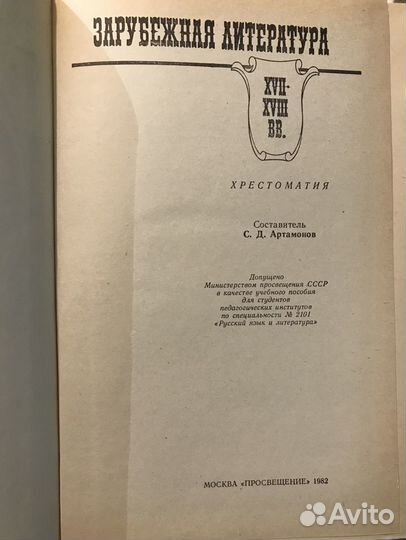 ЗАРУБЕЖНАЯ ЛИТЕРАТУРА
XVII-
XVIII
ВВ.
ХРЕСТОМАТИЯ
Составитель
С. Д. Артамонов
Допущено
Министерством просвещения СССР
в качестве учебного пособия
для студентов
педагогических институтов
по специальности № 2101
«Русский язык и литература»
МОСКВА «ПРОСВЕЩЕНИЕ» 1982
Avito